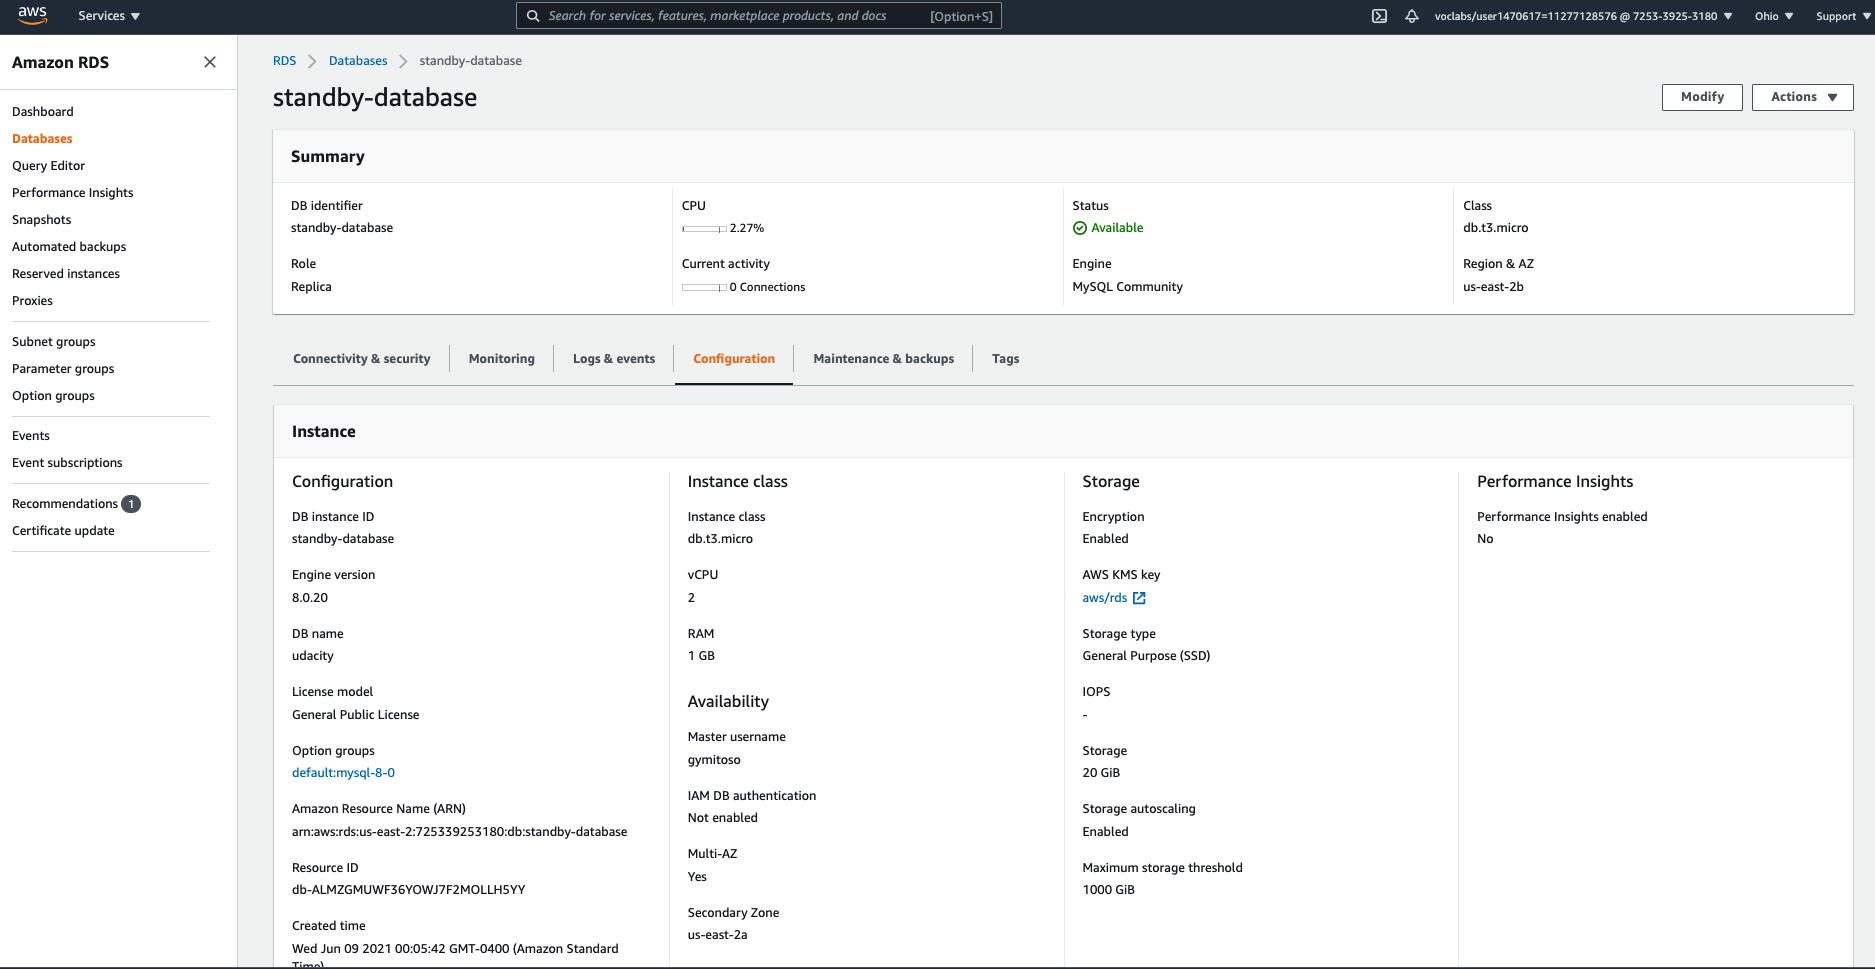 aws
Services
Search for services, features, marketplace products, and docs [Option+S]
voclabs/user1470617=11277128576 @ 7253-3925-3180
Ohio
Support
Amazon RDS
Dashboard
Databases
Query Editor
Performance Insights
Snapshots
Automated backups
Reserved instances
Proxies
Subnet groups
Parameter groups
Option groups
Events
Event subscriptions
Recommendations 1
Certificate update
RDS > Databases > standby-database
standby-database
Modify
Actions
Summary
DB identifier
standby-database
Role
Replica
CPU
2.27%
Current activity
0 Connections
Status
Available
Engine
MySQL Community
Class
db.t3.micro
Region & AZ
us-east-2b
Connectivity & security
Monitoring
Logs & events
Configuration
Maintenance & backups
Tags
Instance
Configuration
DB instance ID
standby-database
Engine version
8.0.20
DB name
udacity
License model
General Public License
Option groups
default:mysql-8-0
Amazon Resource Name (ARN)
arn:aws:rds:us-east-2:725339253180:db:standby-database
Resource ID
db-ALMZGMUWF36YOWJ7F2MOLLH5YY
Created time
Wed Jun 09 2021 00:05:42 GMT-0400 (Amazon Standard
Time)
Instance class
Instance class
db.t3.micro
vCPU
2
RAM
1 GB
Availability
Master username
gymitoso
IAM DB authentication
Not enabled
Multi-AZ
Yes
Secondary Zone
us-east-2a
Storage
Encryption
Enabled
AWS KMS key
aws/rds
Storage type
General Purpose (SSD)
IOPS
-
Storage
20 GiB
Storage autoscaling
Enabled
Maximum storage threshold
1000 GiB
Performance Insights
Performance Insights enabled
No